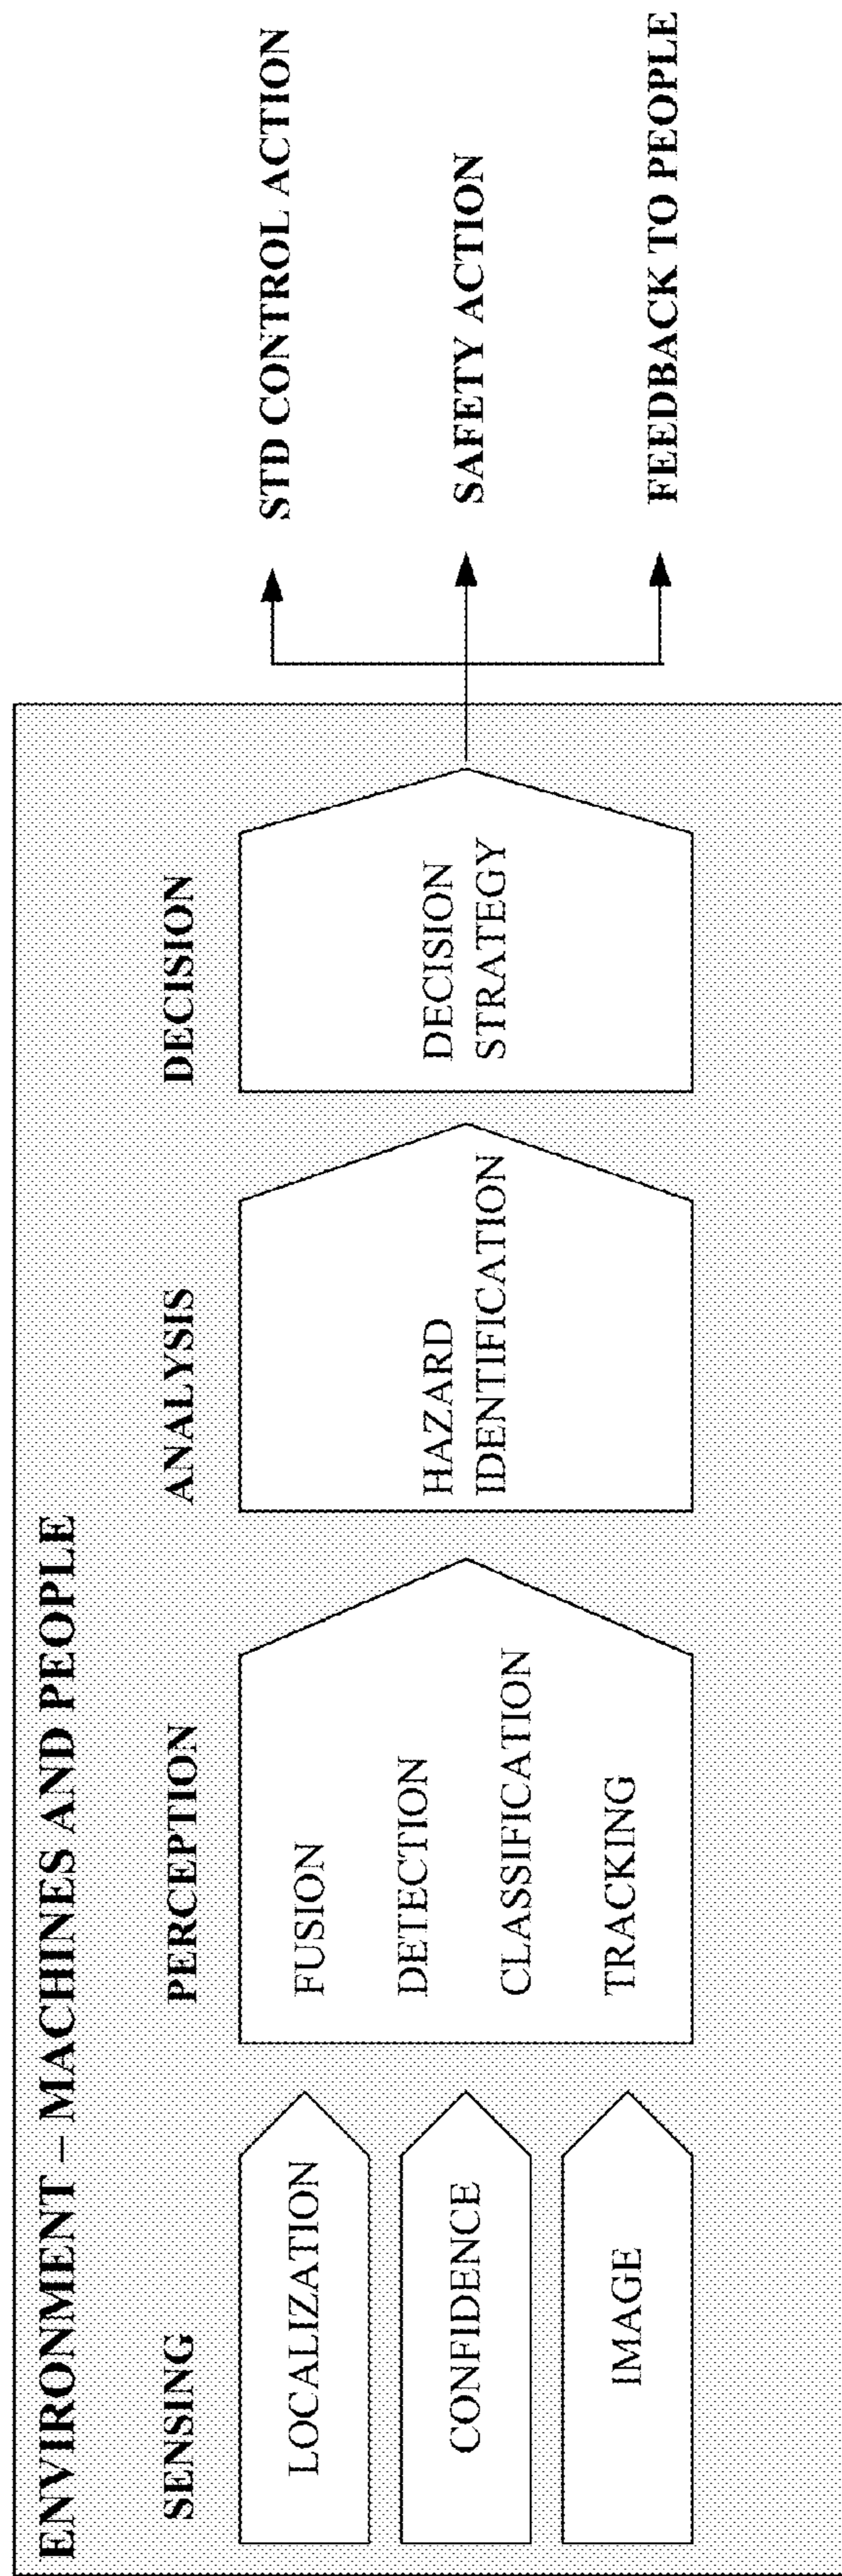 ENVIRONMENT – MACHINES AND PEOPLE
SENSING
LOCALIZATION
CONFIDENCE
IMAGE
PERCEPTION
FUSION
DETECTION
CLASSIFICATION
TRACKING
ANALYSIS
HAZARD
IDENTIFICATION
DECISION
DECISION
STRATEGY
STD CONTROL ACTION
SAFETY ACTION
FEEDBACK TO PEOPLE